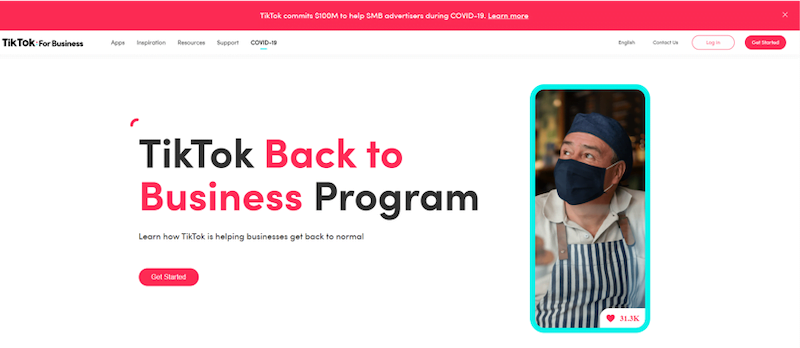 TikTok commits $100M to help SMB advertisers during COVID-19. Learn more
TikTok: For Business Apps Inspiration Resources Support COVID-19 English Contact Us Log In Get Started
TikTok Back to
Business Program
Learn how TikTok is helping businesses get back to normal
Get Started
31.3K